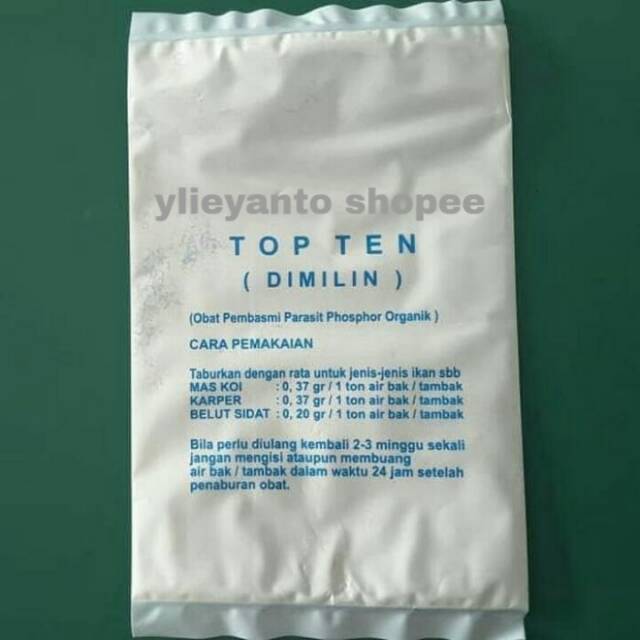 ylieyanto shopee
TOP TEN
( DIMILIN )
(Obat Pembasmi Parasit Phosphor Organik )
CARA PEMAKAIAN
Taburkan dengan rata untuk jenis-jenis ikan sbb
MAS KOI : 0, 37 gr / 1 ton air bak / tambak
KARPER : 0, 37 gr / 1 ton air bak / tambak
BELUT SIDAT : 0, 20 gr / 1 ton air bak / tambak
Bila perlu diulang kembali 2-3 minggu sekali
jangan mengisi ataupun membuang
air bak / tambak dalam waktu 24 jam setelah
penaburan obat.